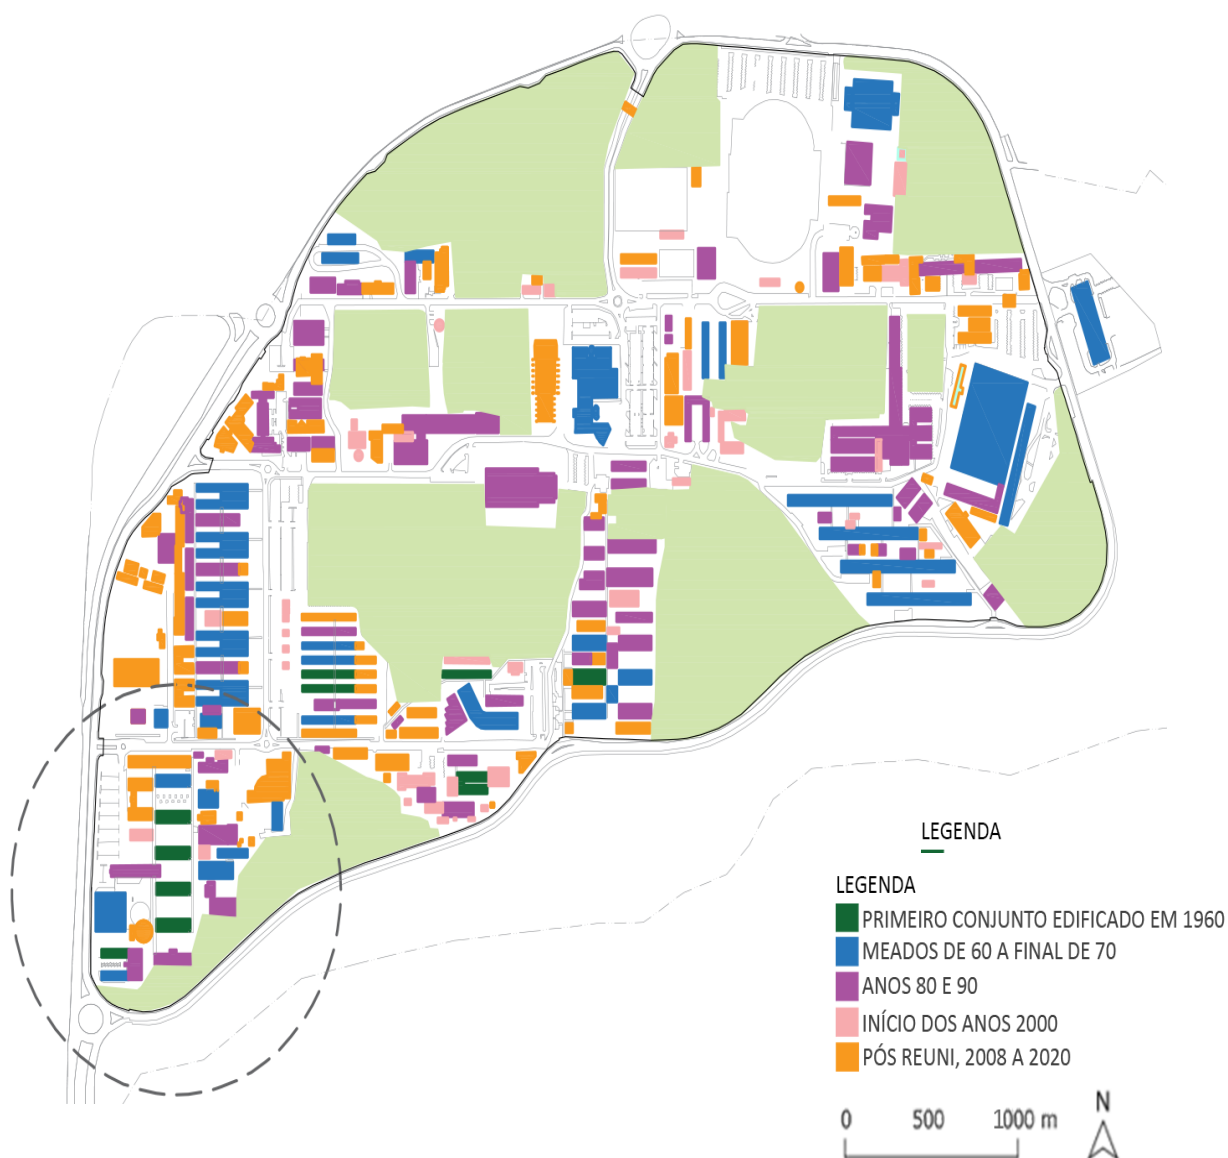 LEGENDA
LEGENDA
PRIMEIRO CONJUNTO EDIFICADO EM 1960
MEADOS DE 60 A FINAL DE 70
ANOS 80 E 90
INÍCIO DOS ANOS 2000
PÓS REUNI, 2008 A 2020
0 500 1000 m
N